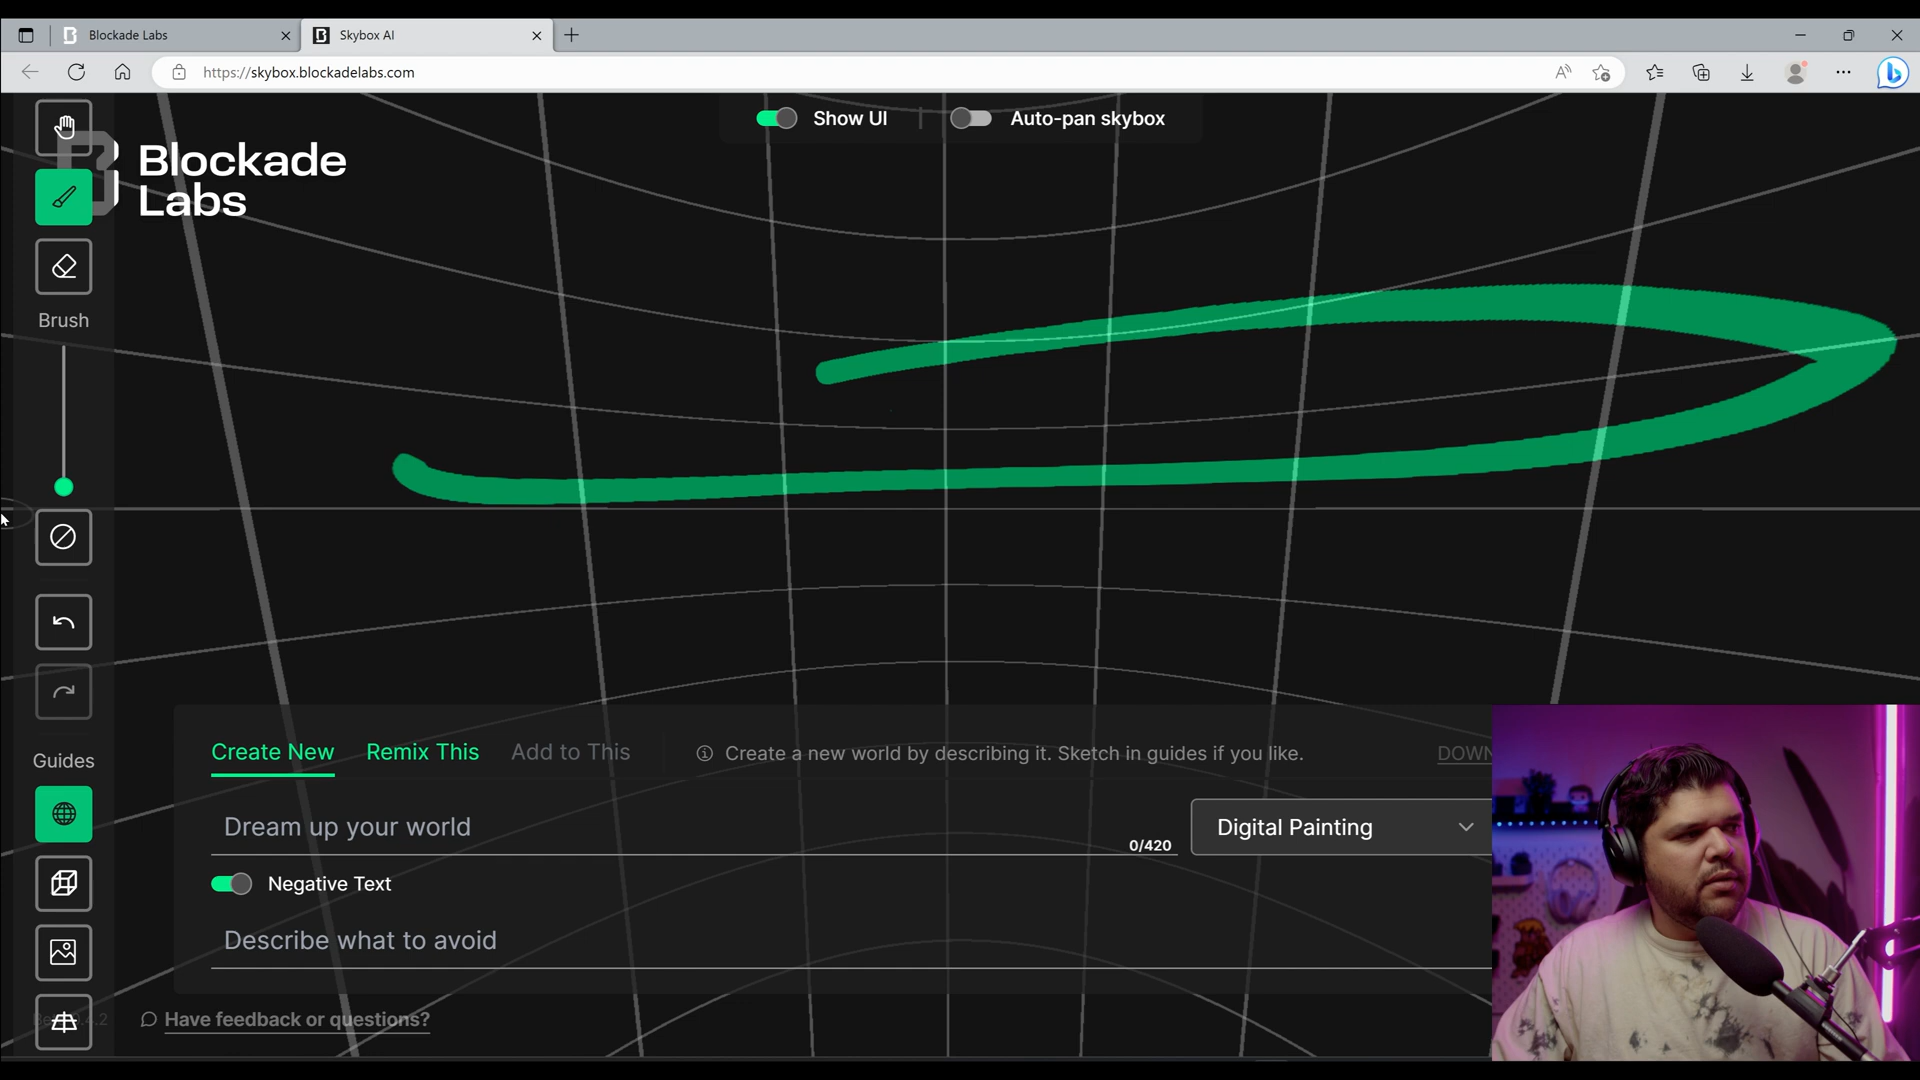 Blockade Labs
Skybox AI
https://skybox.blockadelabs.com
Show UI
Auto-pan skybox
Blockade
Labs
Brush
Guides
Create New
Remix This
Add to This
Create a new world by describing it. Sketch in guides if you like.
DOWN
Dream up your world
0/420
Digital Painting
Negative Text
Describe what to avoid
Have feedback or questions?